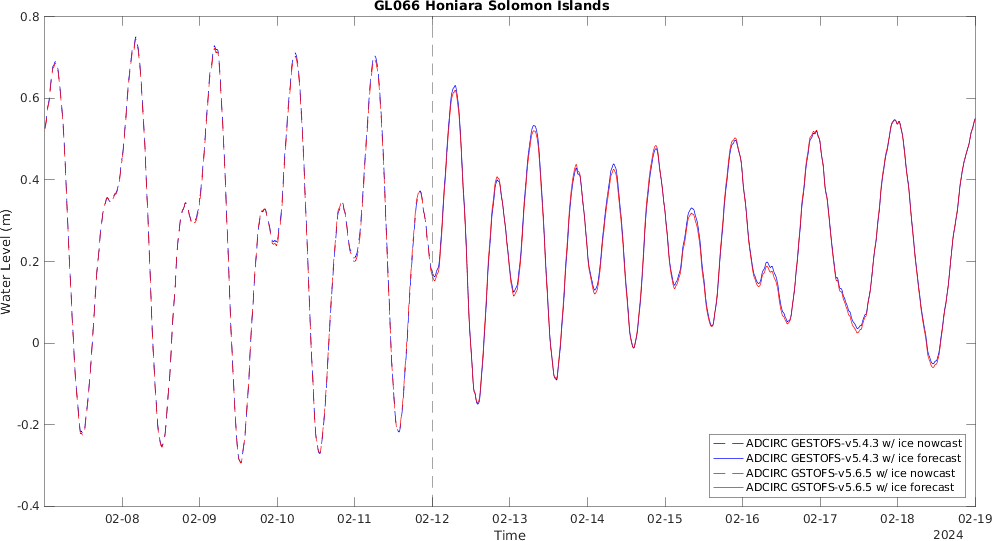 GL066 Honiara Solomon Islands
0.8
0.6
0.4
0.2
0
-0.2
-0.4
Water Level (m)
ADCIRC GESTOFS-v5.4.3 w/ ice nowcast
ADCIRC GESTOFS-v5.4.3 w/ ice forecast
ADCIRC GSTOFS-v5.6.5 w/ ice nowcast
ADCIRC GSTOFS-v5.6.5 w/ ice forecast
02-08 02-09 02-10 02-11 02-12 02-13 02-14 02-15 02-16 02-17 02-18 02-19
Time
2024